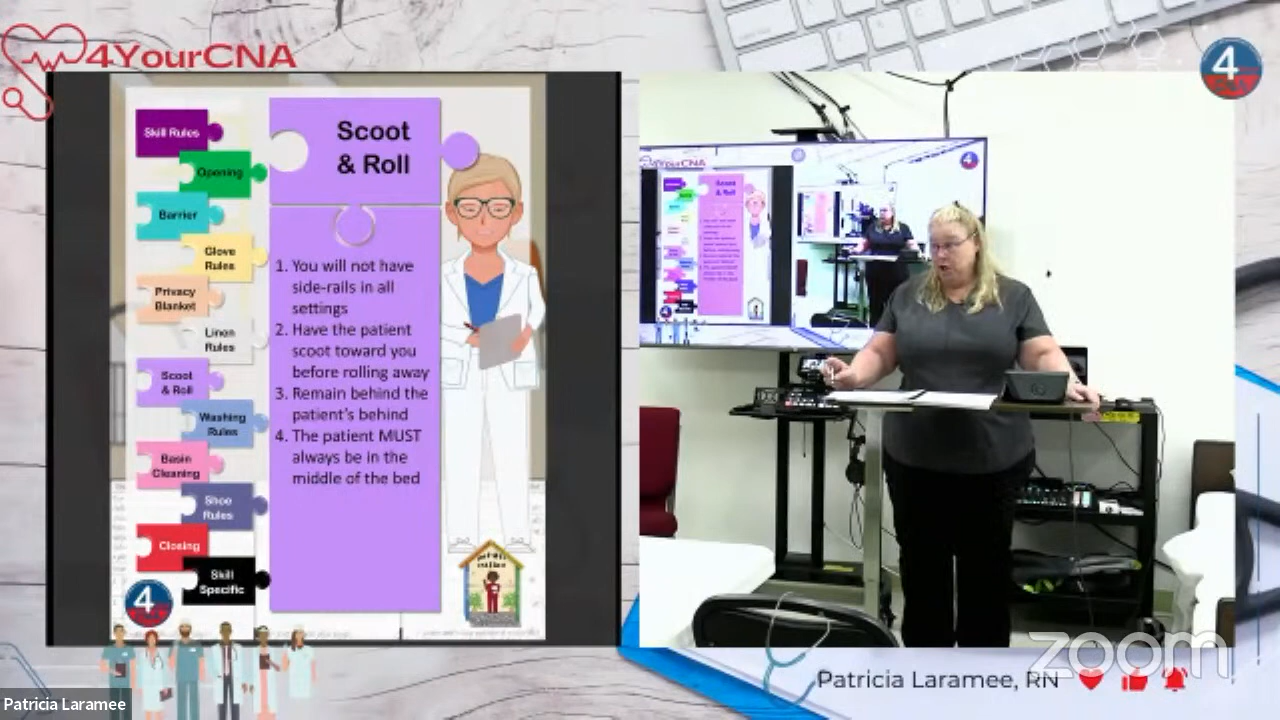 4YourCNA
4
Skill Rules
Opening
Barrier
Glove
Rules
Privacy
Blanket
Linen
Rules
Scoot
& Roll
Washing
Rules
Basin
Cleaning
Shoe
Rules
Closing
Skill
Specific
4
Scoot
& Roll
1. You will not have
side-rails in all
settings
2. Have the patient
scoot toward you
before rolling away
3. Remain behind the
patient's behind
4. The patient MUST
always be in the
middle of the bed
4YourCNA
Scoot
& Roll
zoom
Patricia Laramee, RN
Patricia Laramee